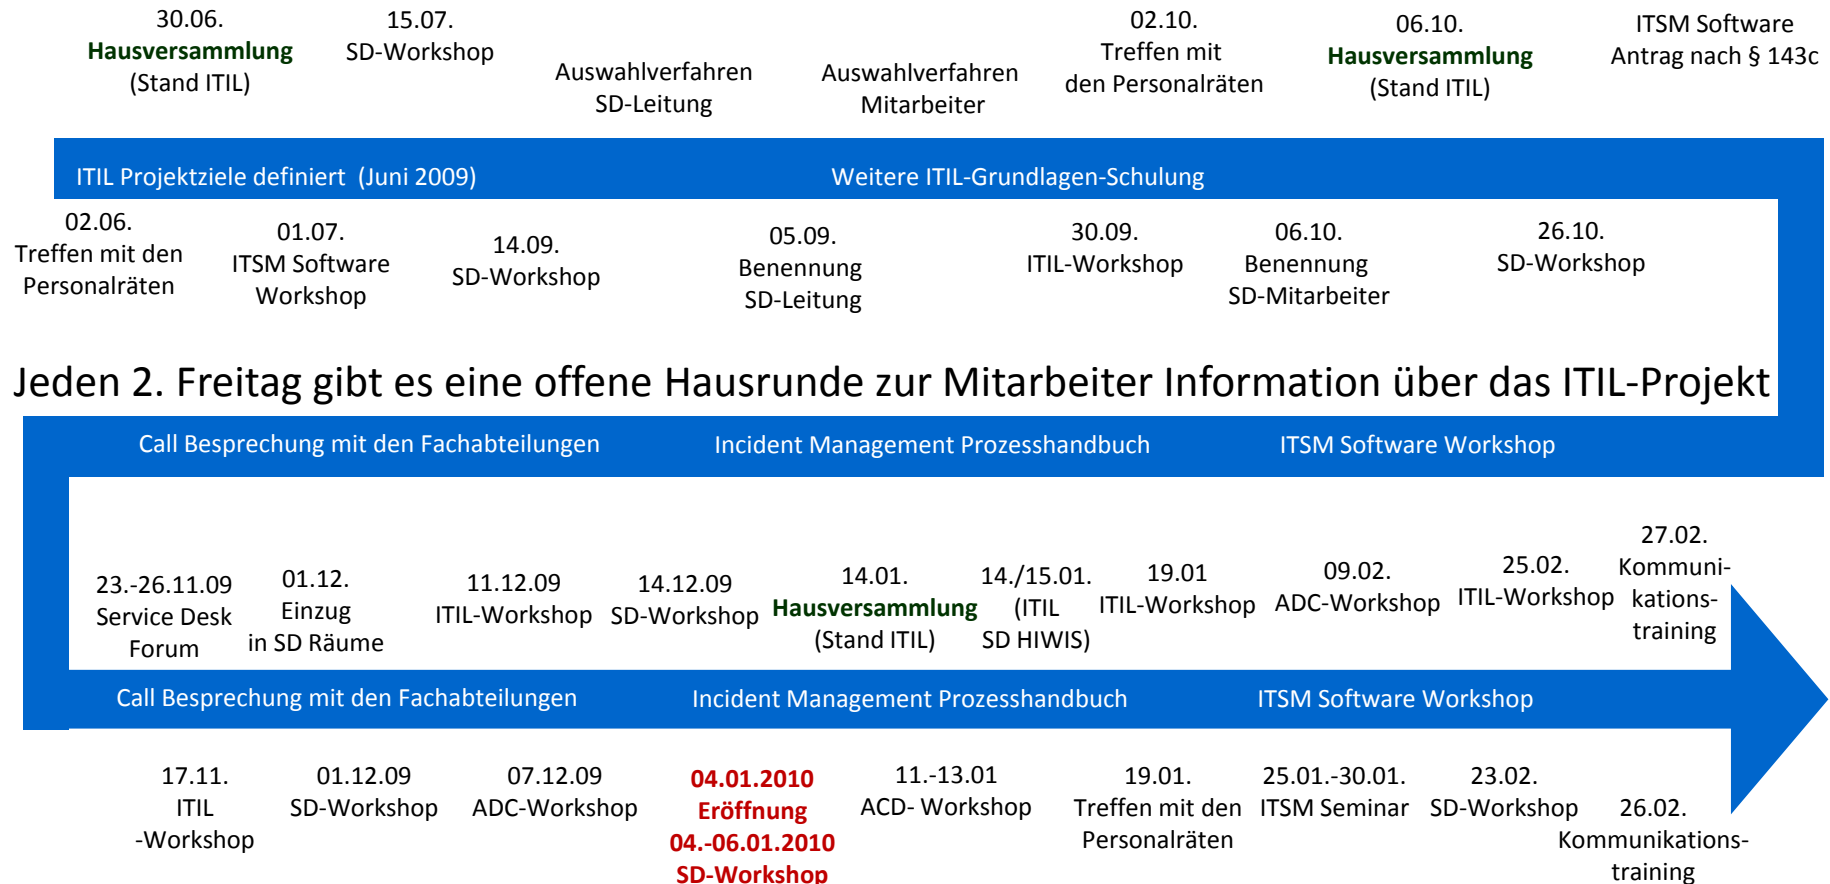 30.06.
Hausversammlung
(Stand ITIL)
15.07.
SD-Workshop
Auswahlverfahren
SD-Leitung
Auswahlverfahren
Mitarbeiter
02.10.
Treffen mit
den Personalräten
06.10.
Hausversammlung
(Stand ITIL)
ITSM Software
Antrag nach § 143c
ITIL Projektziele definiert (Juni 2009)
Weitere ITIL-Grundlagen-Schulung
02.06.
Treffen mit den
Personalräten
01.07.
ITSM Software
Workshop
14.09.
SD-Workshop
05.09.
Benennung
SD-Leitung
30.09.
ITIL-Workshop
06.10.
Benennung
SD-Mitarbeiter
26.10.
SD-Workshop
Jeden 2. Freitag gibt es eine offene Hausrunde zur Mitarbeiter Information über das ITIL-Projekt
Call Besprechung mit den Fachabteilungen
Incident Management Prozesshandbuch
ITSM Software Workshop
23.-26.11.09
Service Desk
Forum
01.12.
Einzug
in SD Räume
11.12.09
ITIL-Workshop
14.12.09
SD-Workshop
14.01.
Hausversammlung
(Stand ITIL)
14./15.01.
(ITIL
SD HIWIS)
19.01
ITIL-Workshop
09.02.
ADC-Workshop
25.02.
ITIL-Workshop
27.02.
Kommuni-
kations-
training
Call Besprechung mit den Fachabteilungen
Incident Management Prozesshandbuch
ITSM Software Workshop
17.11.
ITIL
-Workshop
01.12.09
SD-Workshop
07.12.09
ADC-Workshop
04.01.2010
Eröffnung
04.-06.01.2010
SD-Workshop
11.-13.01
ACD- Workshop
19.01.
Treffen mit den
Personalräten
25.01.-30.01.
ITSM Seminar
23.02.
SD-Workshop
26.02.
Kommunikations-
training